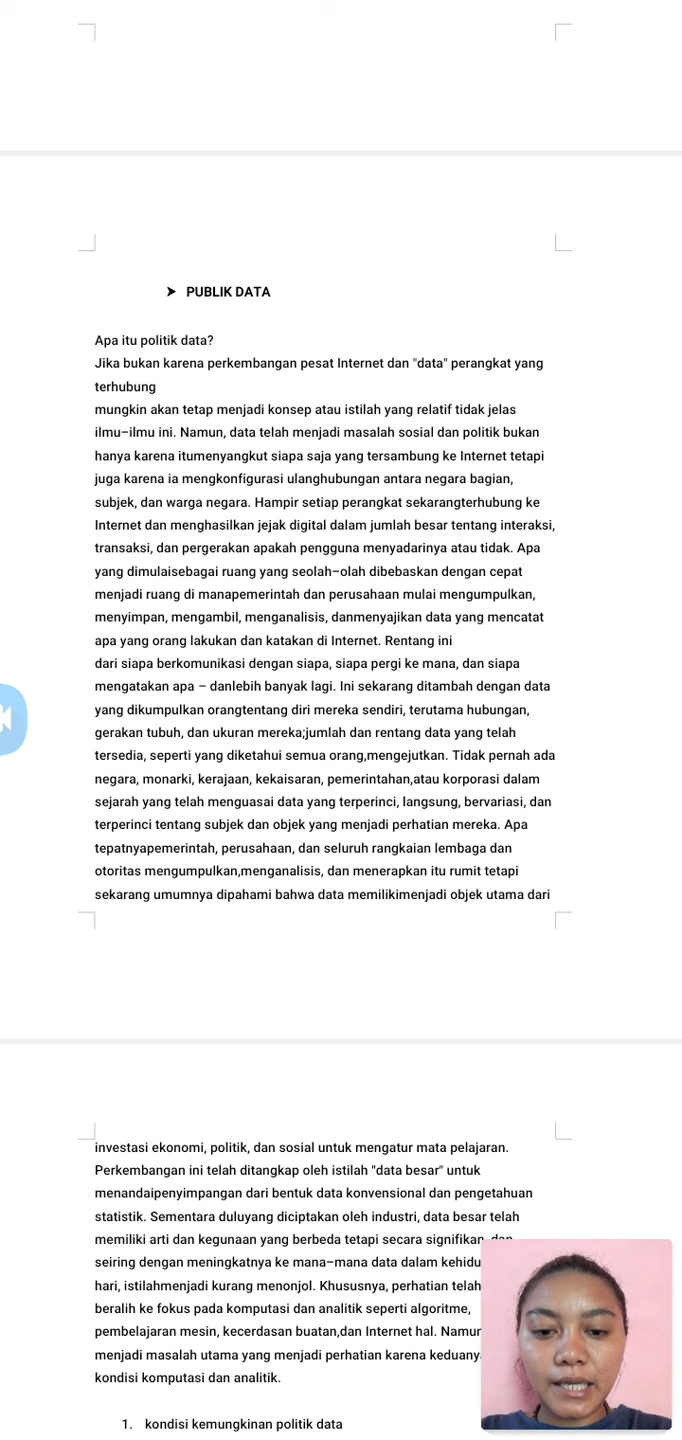 ➤ PUBLIK DATA
Apa itu politik data?
Jika bukan karena perkembangan pesat Internet dan "data" perangkat yang
terhubung
mungkin akan tetap menjadi konsep atau istilah yang relatif tidak jelas
ilmu–ilmu ini. Namun, data telah menjadi masalah sosial dan politik bukan
hanya karena itumenyangkut siapa saja yang tersambung ke Internet tetapi
juga karena ia mengkonfigurasi ulanghubungan antara negara bagian,
subjek, dan warga negara. Hampir setiap perangkat sekarangterhubung ke
Internet dan menghasilkan jejak digital dalam jumlah besar tentang interaksi,
transaksi, dan pergerakan apakah pengguna menyadarinya atau tidak. Apa
yang dimulaisebagai ruang yang seolah–olah dibebaskan dengan cepat
menjadi ruang di manapemerintah dan perusahaan mulai mengumpulkan,
menyimpan, mengambil, menganalisis, danmenyajikan data yang mencatat
apa yang orang lakukan dan katakan di Internet. Rentang ini
dari siapa berkomunikasi dengan siapa, siapa pergi ke mana, dan siapa
mengatakan apa – danlebih banyak lagi. Ini sekarang ditambah dengan data
yang dikumpulkan orangtentang diri mereka sendiri, terutama hubungan,
gerakan tubuh, dan ukuran mereka;jumlah dan rentang data yang telah
tersedia, seperti yang diketahui semua orang,mengejutkan. Tidak pernah ada
negara, monarki, kerajaan, kekaisaran, pemerintahan,atau korporasi dalam
sejarah yang telah menguasai data yang terperinci, langsung, bervariasi, dan
terperinci tentang subjek dan objek yang menjadi perhatian mereka. Apa
tepatnyapemerintah, perusahaan, dan seluruh rangkaian lembaga dan
otoritas mengumpulkan,menganalisis, dan menerapkan itu rumit tetapi
sekarang umumnya dipahami bahwa data memilikimenjadi objek utama dari
investasi ekonomi, politik, dan sosial untuk mengatur mata pelajaran.
Perkembangan ini telah ditangkap oleh istilah "data besar" untuk
menandaipenyimpangan dari bentuk data konvensional dan pengetahuan
statistik. Sementara duluyang diciptakan oleh industri, data besar telah
memiliki arti dan kegunaan yang berbeda tetapi secara signifikan, dan
seiring dengan meningkatnya ke mana–mana data dalam
hari, istilahmenjadi kurang menonjol. Khususnya, perhatian telah
beralih ke fokus pada komputasi dan analitik seperti algoritme,
pembelajaran mesin, kecerdasan buatan,dan Internet hal.
menjadi masalah utama yang menjadi perhatian karena
kondisi komputasi dan analitik.
1. kondisi kemungkinan politik data